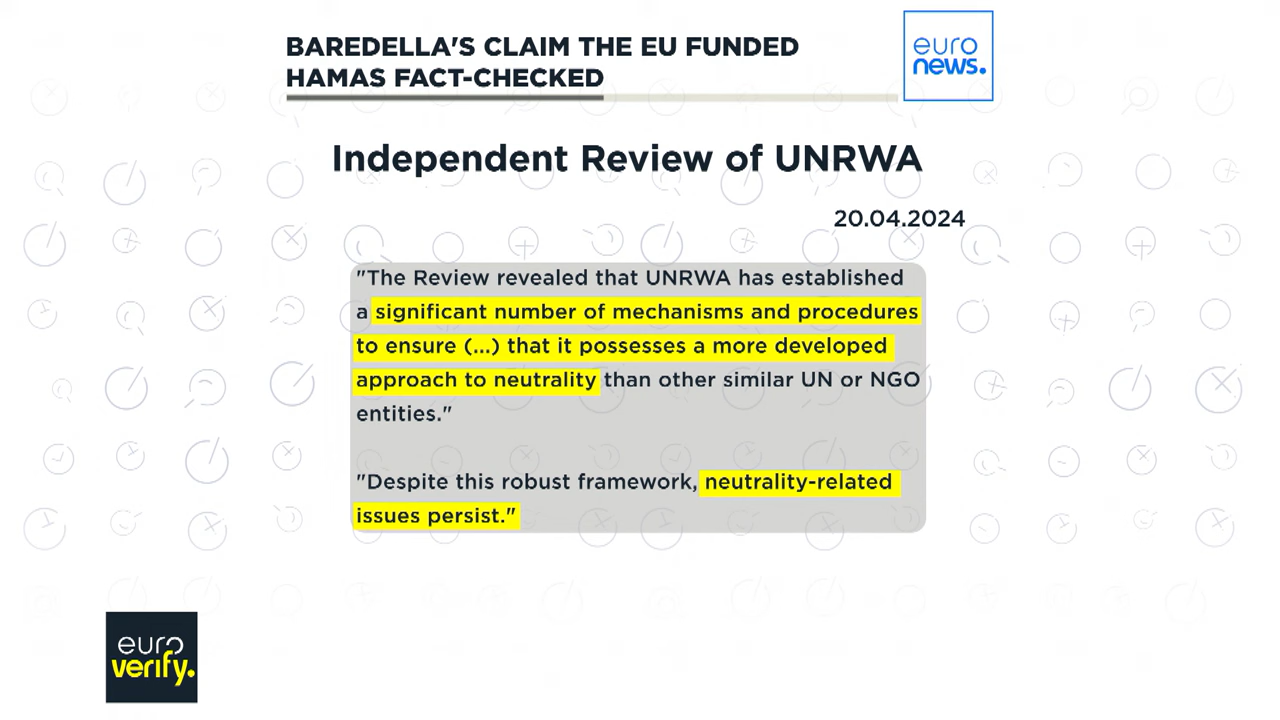 BAREDELLA'S CLAIM THE EU FUNDED
HAMAS FACT-CHECKED
euro
news.
Independent Review of UNRWA
20.04.2024
"The Review revealed that UNRWA has established
a significant number of mechanisms and procedures
to ensure (...) that it possesses a more developed
approach to neutrality than other similar UN or NGO
entities."
"Despite this robust framework, neutrality-related
issues persist."
euro
verify.